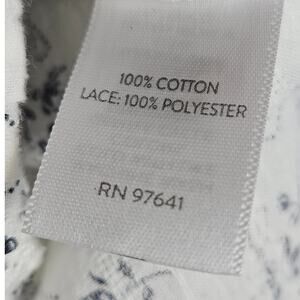 100% COTTON
LACE: 100% POLYESTER
RN 97641